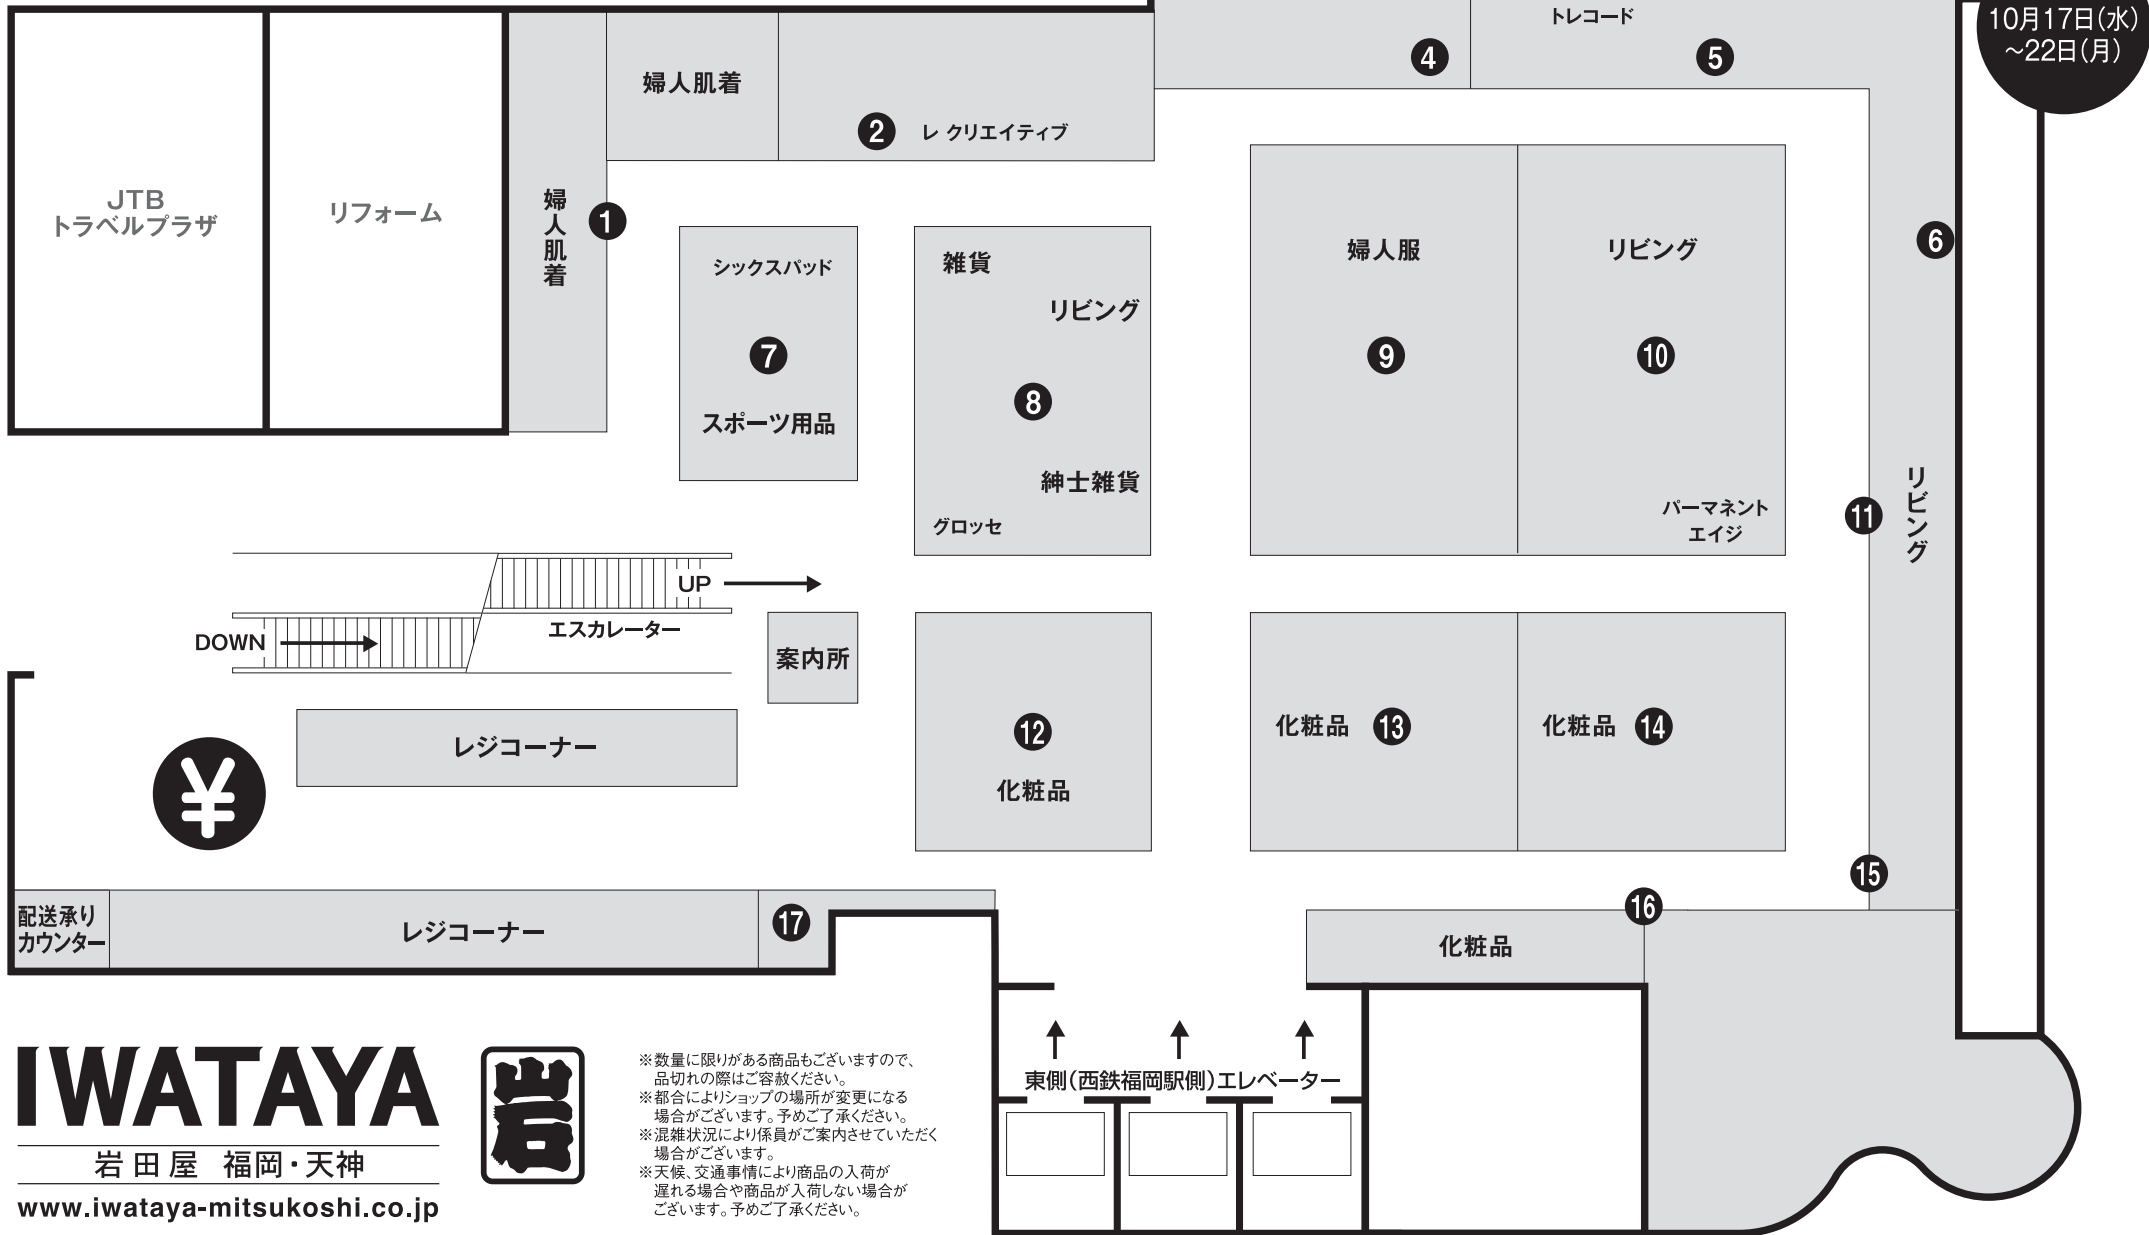 トレコード
10月17日(水)
~22日(月)
4
5
婦人肌着
2 レ クリエイティブ
JTB
トラベルプラザ
リフォーム
婦人肌着
1
6
シックスパッド
7
スポーツ用品
雑貨
リビング
8
紳士雑貨
グロッセ
婦人服
9
リビング
10
パーマネント
エイジ
11
リビング
UP
エスカレーター
DOWN
案内所
レジコーナー
¥
12
化粧品
化粧品 13
化粧品 14
15
16
配送承り
カウンター
レジコーナー
17
化粧品
東側(西鉄福岡駅側)エレベーター
IWATAYA
岩田屋 福岡・天神
www.iwataya-mitsukoshi.co.jp
岩
※数量に限りがある商品もございますので、
品切れの際はご容赦ください。
※都合によりショップの場所が変更になる
場合がございます。予めご了承ください。
※混雑状況により係員がご案内させていただく
場合がございます。
※天候、交通事情により商品の入荷が
遅れる場合や商品が入荷しない場合が
ございます。予めご了承ください。